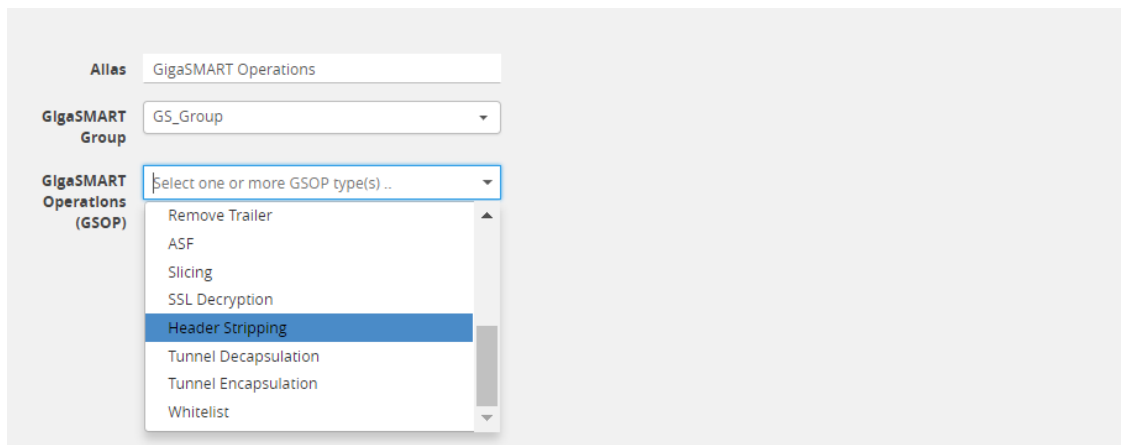 Alias
GigaSMART Operations
GigaSMART
Group
GS_Group
GigaSMART
Operations
(GSOP)
Select one or more GSOP type(s) ..
Remove Trailer
ASF
Slicing
SSL Decryption
Header Stripping
Tunnel Decapsulation
Tunnel Encapsulation
Whitelist